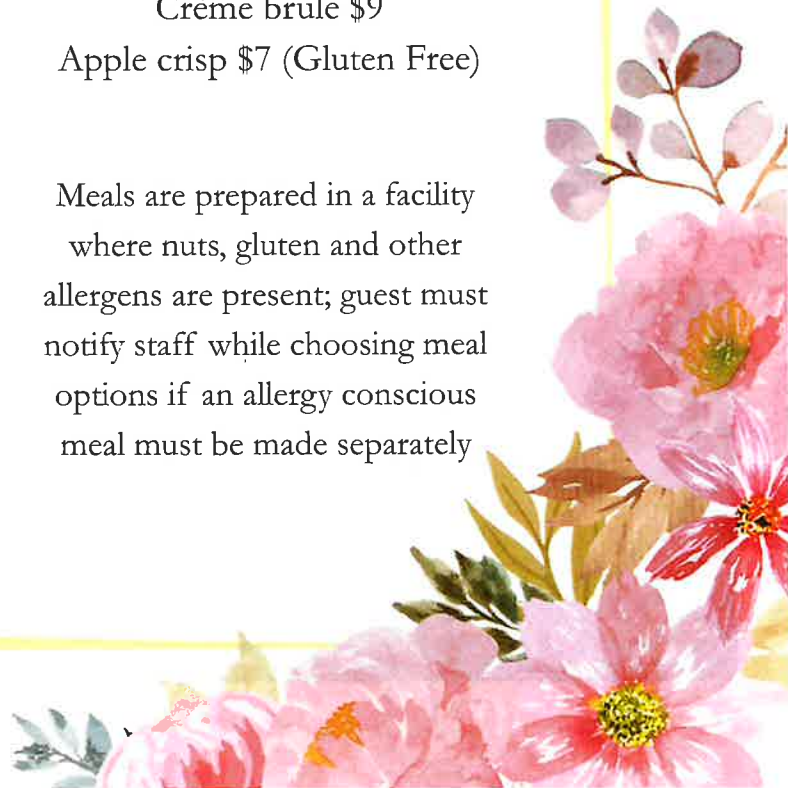 Crème brule $9
Apple crisp $7 (Gluten Free)
Meals are prepared in a facility
where nuts, gluten and other
allergens are present; guest must
notify staff while choosing meal
options if an allergy conscious
meal must be made separately